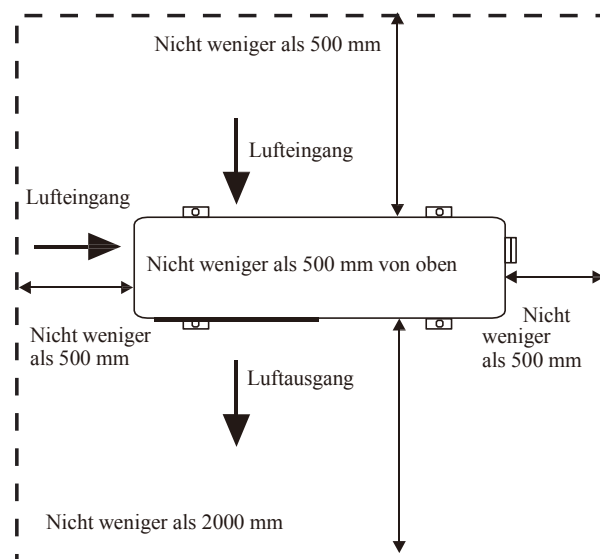 Nicht weniger als 500 mm
Lufteingang
Lufteingang
Nicht weniger als 500 mm von oben
Nicht weniger
als 500 mm
Nicht
weniger
als 500 mm
Luftausgang
Nicht weniger als 2000 mm